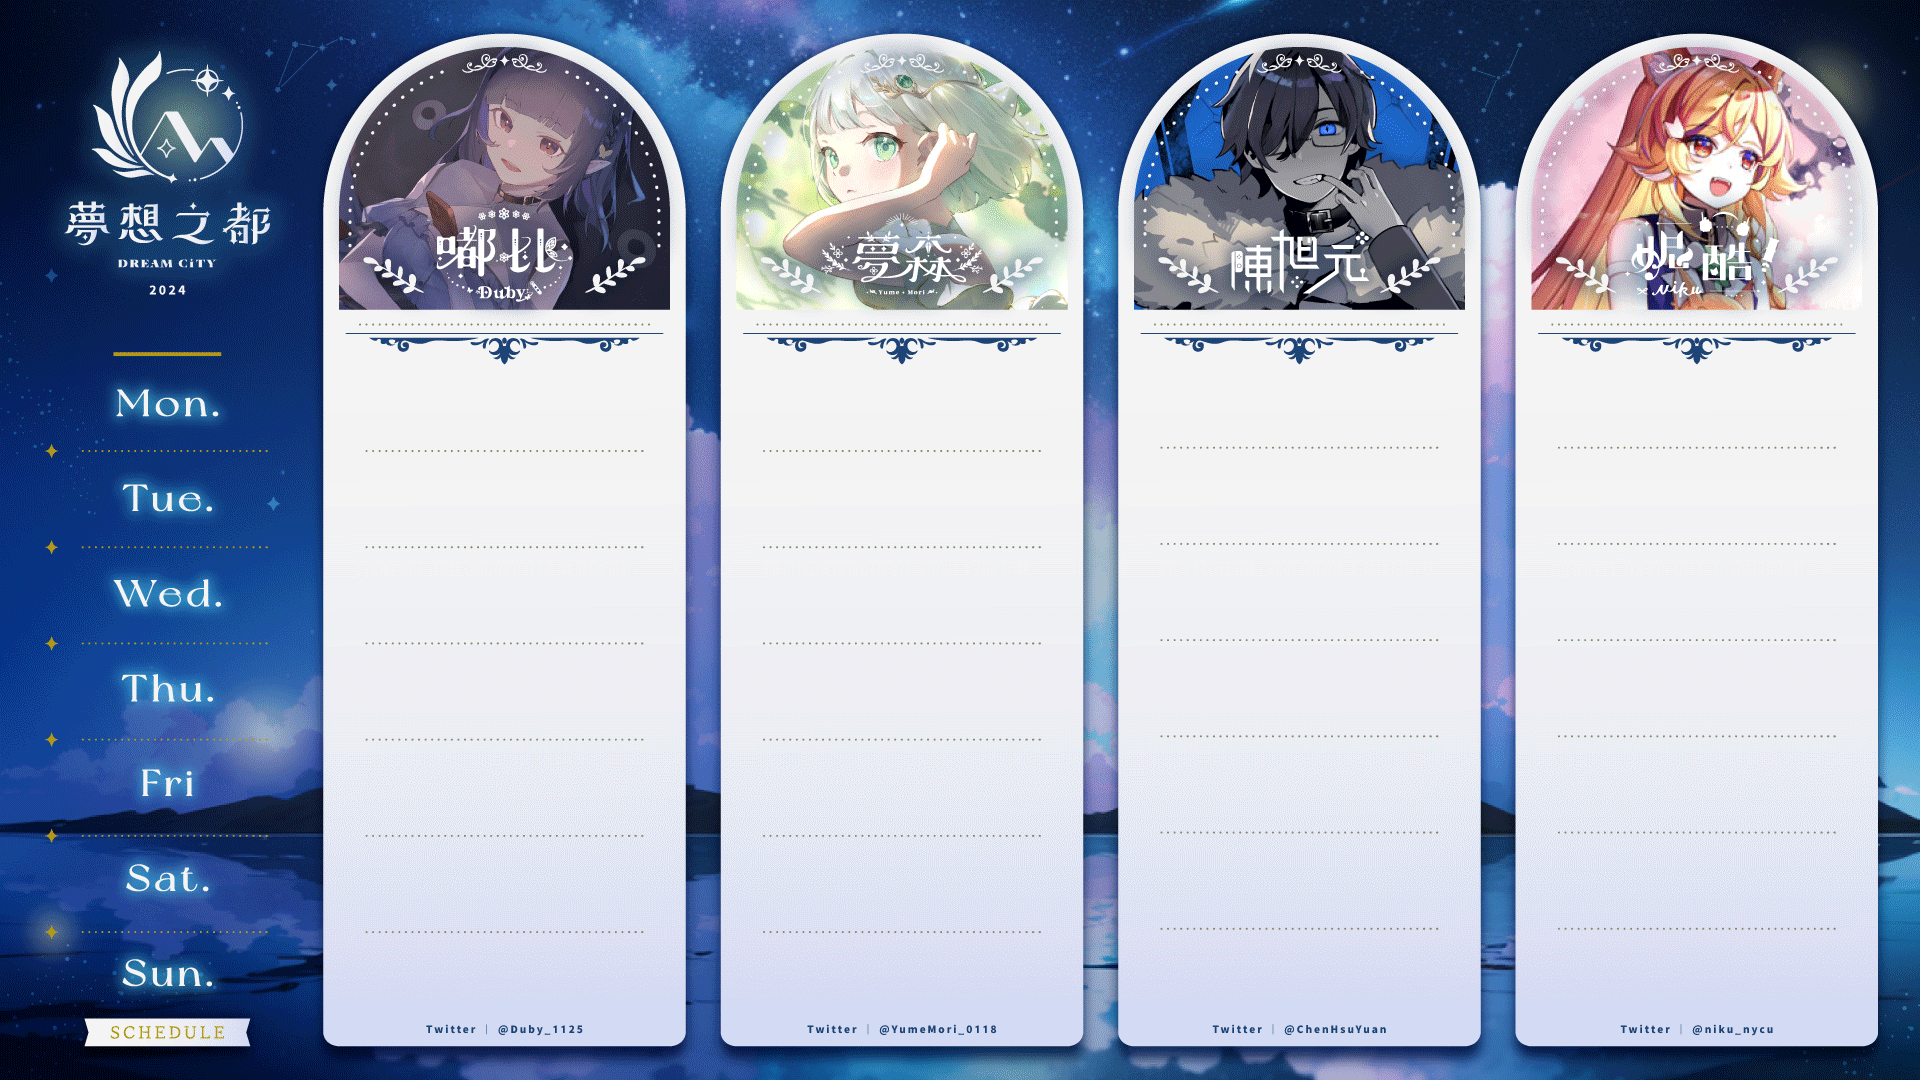 夢想之都
DREAM CiTY
2024
Mon.
Tue.
Wed.
Thu.
Fri
Sat.
Sun.
SCHEDULE
嘟比
Duby
Twitter | @Duby_1125
夢森
Yume • Mori
Twitter | @YumeMori_0118
陳旭元
Twitter | @ChenHsuYuan
妮酷
Niku
Twitter | @niku_nycu